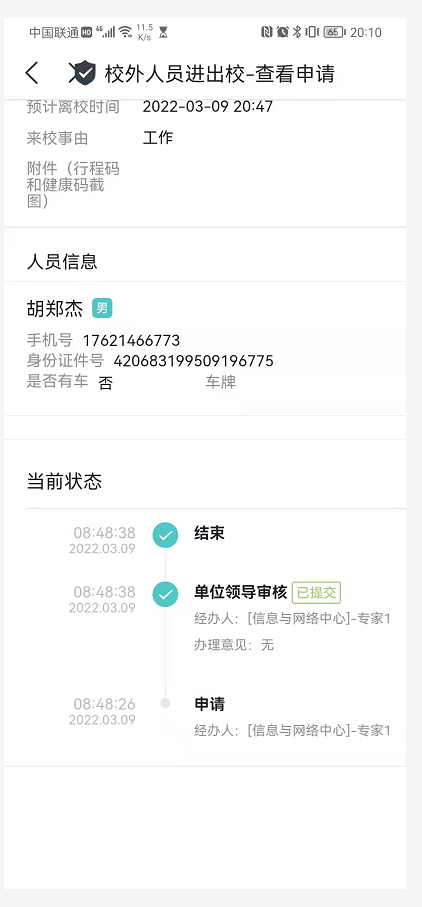 中国联通 HD 4G 11.5 K/s 65 20:10
校外人员进出校-查看申请
预计离校时间 2022-03-09 20:47
来校事由 工作
附件（行程码
和健康码截
图）
人员信息
胡郑杰 男
手机号 17621466773
身份证件号 420683199509196775
是否有车 否 车牌
当前状态
08:48:38 结束
2022.03.09
08:48:38 单位领导审核 已提交
2022.03.09 经办人：[信息与网络中心]-专家1
办理意见：无
08:48:26 申请
2022.03.09 经办人：[信息与网络中心]-专家1